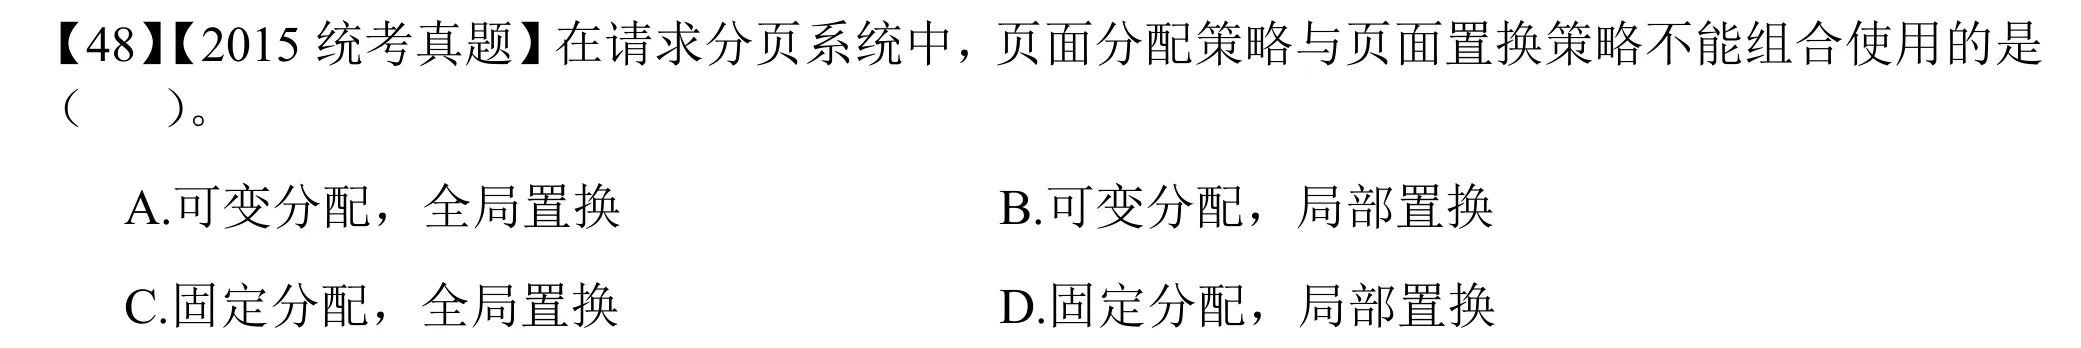 【48】【2015 统考真题】在请求分页系统中，页面分配策略与页面置换策略不能组合使用的是
（　　）。
A.可变分配，全局置换 B.可变分配，局部置换
C.固定分配，全局置换 D.固定分配，局部置换